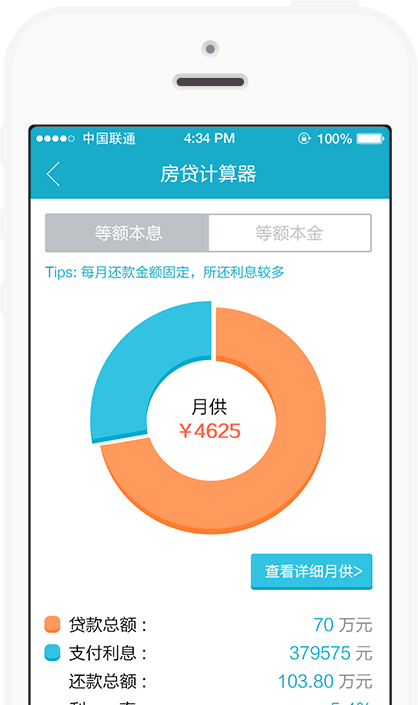 中国联通 4:34 PM 100%
房贷计算器
等额本息 等额本金
Tips: 每月还款金额固定，所还利息较多
月供
¥4625
查看详细月供>
贷款总额： 70 万元
支付利息： 379575 元
还款总额： 103.80 万元